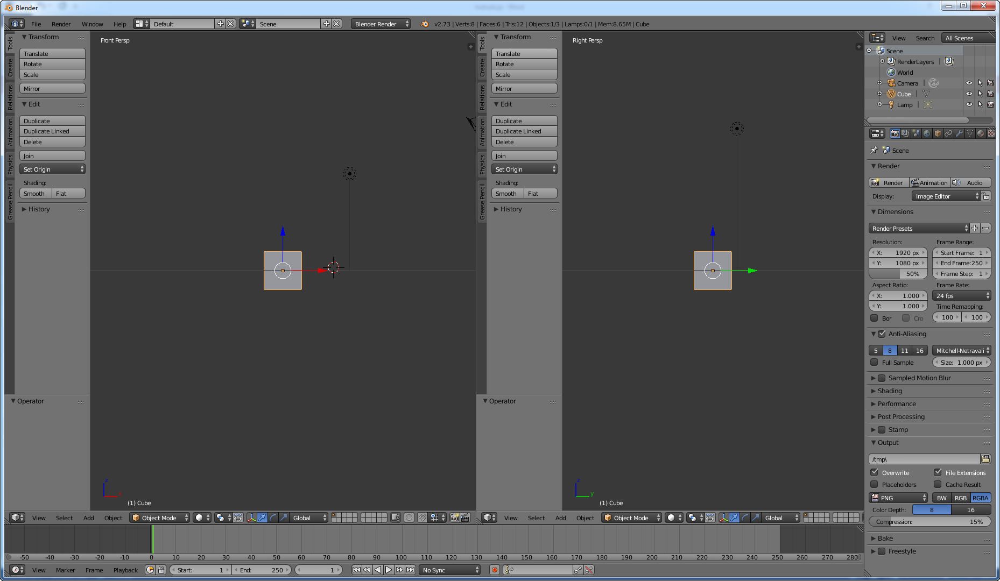 Blender
File Render Window Help Default Scene Blender Render v2.73 | Verts:8 | Faces:6 | Tris:12 | Objects:1/3 | Lamps:0/1 | Mem:8.65M | Cube
Tools
Create
Relations
Animation
Physics
Grease Pencil
Transform
Translate
Rotate
Scale
Mirror
Edit
Duplicate
Duplicate Linked
Delete
Join
Set Origin
Shading:
Smooth Flat
History
Operator
Front Persp
z
x
(1) Cube
View Select Add Object Object Mode Global
Tools
Create
Relations
Animation
Physics
Grease Pencil
Transform
Translate
Rotate
Scale
Mirror
Edit
Duplicate
Duplicate Linked
Delete
Join
Set Origin
Shading:
Smooth Flat
History
Operator
Right Persp
z
y
(1) Cube
View Select Add Object Object Mode Global
-50 -40 -30 -20 -10 0 10 20 30 40 50 60 70 80 90 100 110 120 130 140 150 160 170 180 190 200 210 220 230 240 250 260 270 280
View Marker Frame Playback Start: 1 End: 250 1 No Sync
View Search All Scenes
Scene
RenderLayers |
World
Camera |
Cube |
Lamp |
Scene
Render
Render Animation Audio
Display: Image Editor
Dimensions
Render Presets
Resolution: Frame Range:
X: 1920 px Start Frame: 1
Y: 1080 px End Frame:250
50% Frame Step: 1
Aspect Ratio: Frame Rate:
X: 1.000 24 fps
Y: 1.000 Time Remapping:
Bor Cro 100 100
Anti-Aliasing
5 8 11 16 Mitchell-Netravali
Full Sample Size: 1.000 px
Sampled Motion Blur
Shading
Performance
Post Processing
Stamp
Output
/tmp\
Overwrite File Extensions
Placeholders Cache Result
PNG BW RGB RGBA
Color Depth: 8 16
Compression: 15%
Bake
Freestyle